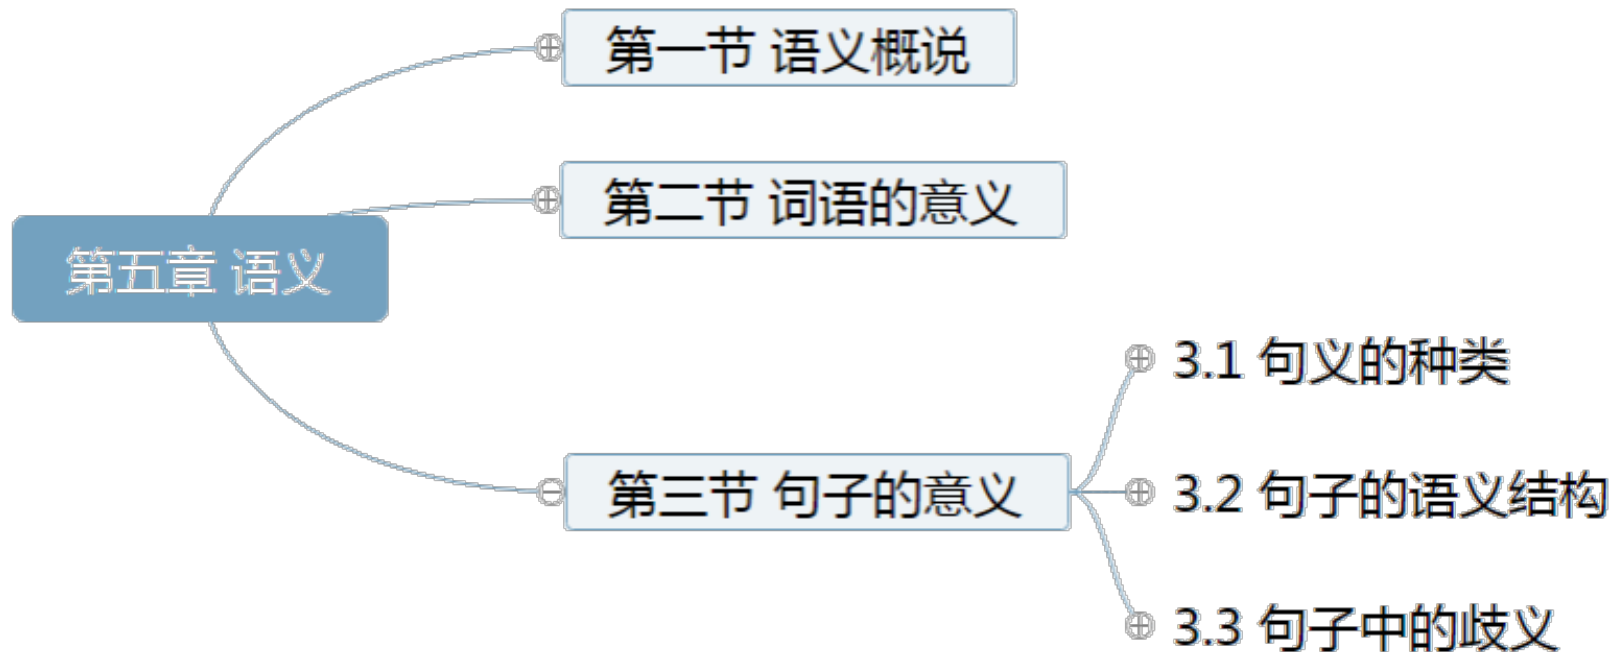 第一节 语义概说
第二节 词语的意义
第五章 语义
3.1 句义的种类
第三节 句子的意义
3.2 句子的语义结构
3.3 句子中的歧义